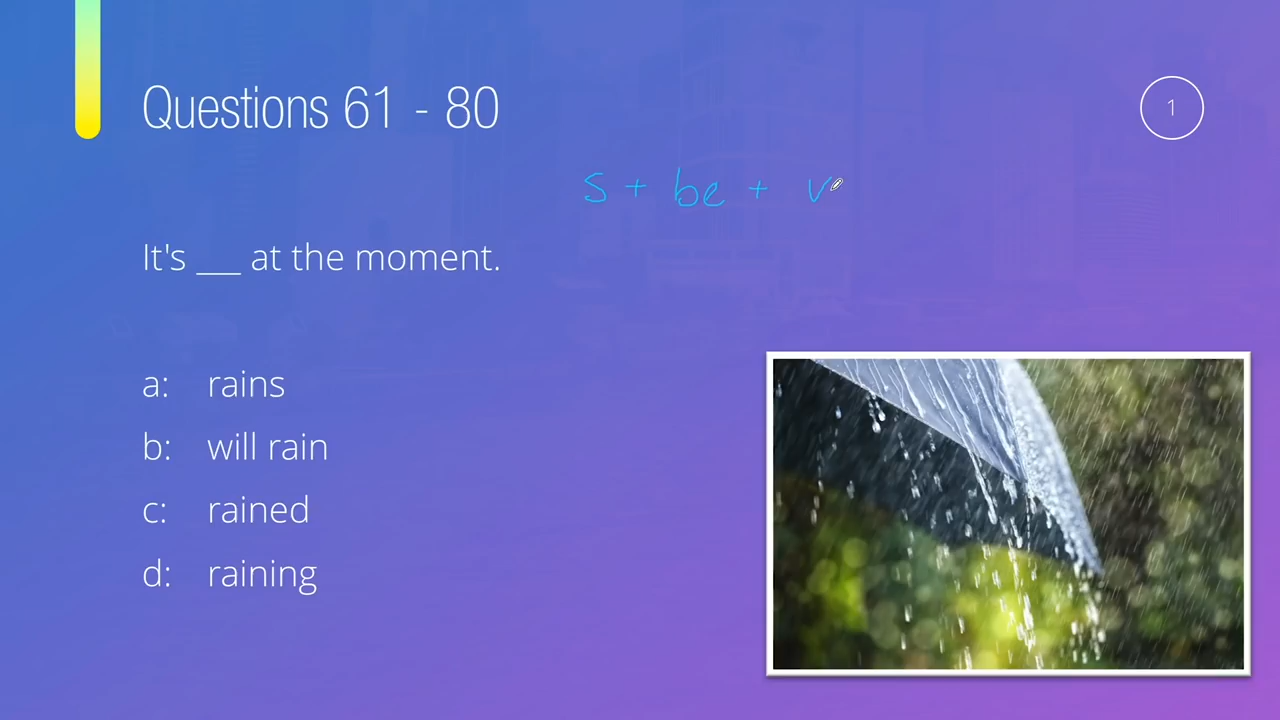 Questions 61 - 80
1
s + be + v
It's ___ at the moment.
a: rains
b: will rain
c: rained
d: raining